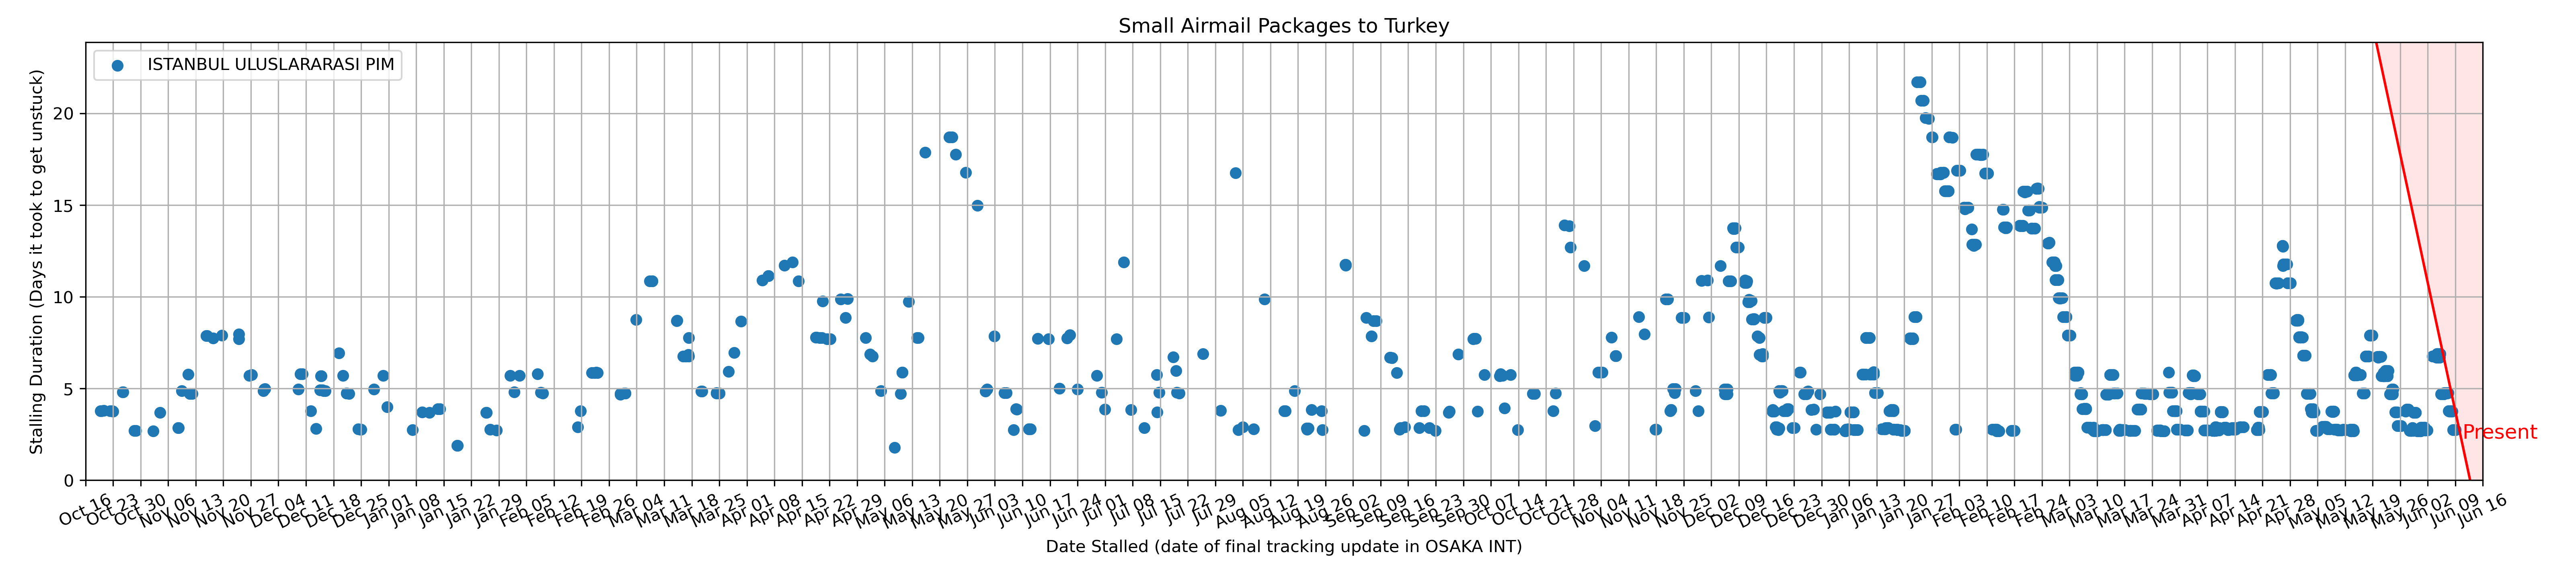 Small Airmail Packages to Turkey
ISTANBUL ULUSLARARASI PIM
Stalling Duration (Days it took to get unstuck)
20
15
10
5
0
Present
Oct 16
Oct 23
Oct 30
Nov 06
Nov 13
Nov 20
Nov 27
Dec 04
Dec 11
Dec 18
Dec 25
Jan 01
Jan 08
Jan 15
Jan 22
Jan 29
Feb 05
Feb 12
Feb 19
Feb 26
Mar 04
Mar 11
Mar 18
Mar 25
Apr 01
Apr 08
Apr 15
Apr 22
Apr 29
May 06
May 13
May 20
May 27
Jun 03
Jun 10
Jun 17
Jun 24
Jul 01
Jul 08
Jul 15
Jul 22
Jul 29
Aug 05
Aug 12
Aug 19
Aug 26
Sep 02
Sep 09
Sep 16
Sep 23
Sep 30
Oct 07
Oct 14
Oct 21
Oct 28
Nov 04
Nov 11
Nov 18
Nov 25
Dec 02
Dec 09
Dec 16
Dec 23
Dec 30
Jan 06
Jan 13
Jan 20
Jan 27
Feb 03
Feb 10
Feb 17
Feb 24
Mar 03
Mar 10
Mar 17
Mar 24
Mar 31
Apr 07
Apr 14
Apr 21
Apr 28
May 05
May 12
May 19
May 26
Jun 02
Jun 09
Jun 16
Date Stalled (date of final tracking update in OSAKA INT)